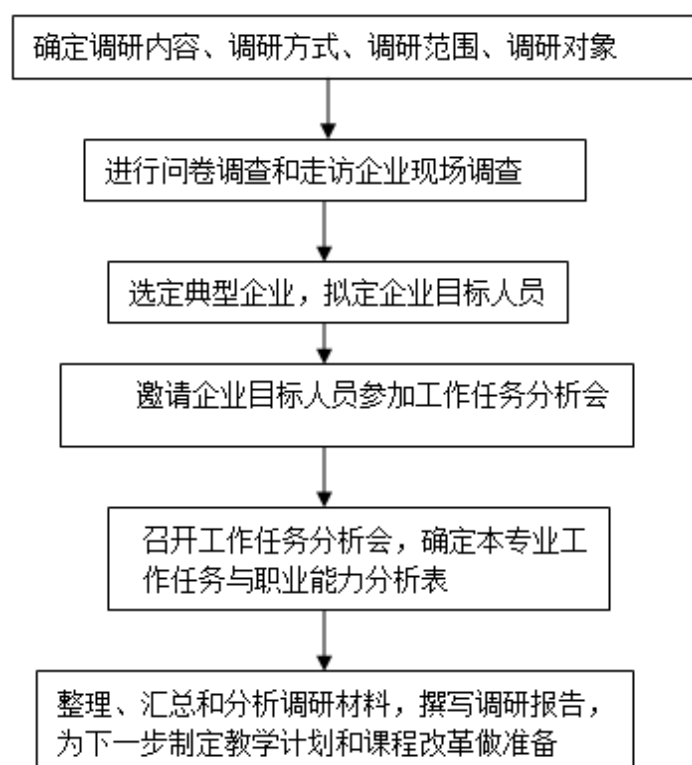 确定调研内容、调研方式、调研范围、调研对象
进行问卷调查和走访企业现场调查
选定典型企业，拟定企业目标人员
邀请企业目标人员参加工作任务分析会
召开工作任务分析会，确定本专业工
作任务与职业能力分析表
整理、汇总和分析调研材料，撰写调研报告，
为下一步制定教学计划和课程改革做准备